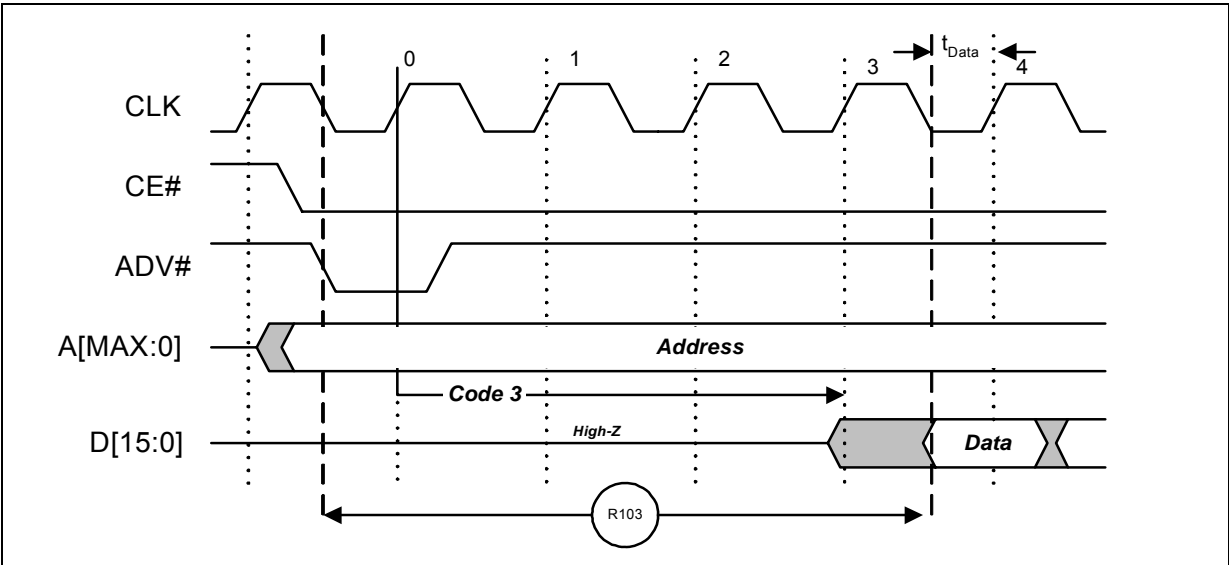 0
1
2
3
4
tData
CLK
CE#
ADV#
A[MAX:0]
Address
Code 3
D[15:0]
High-Z
Data
R103